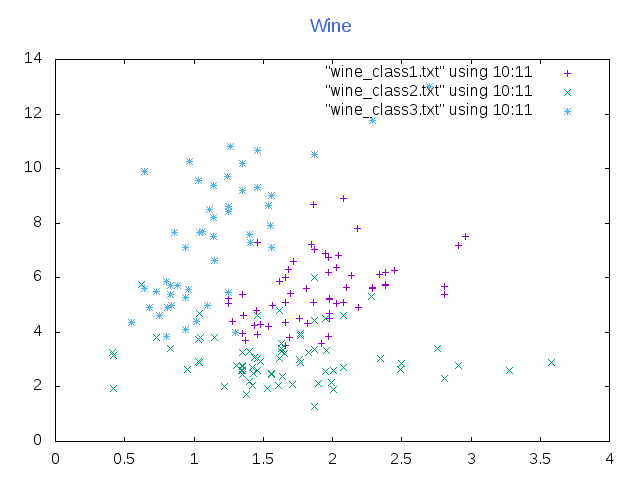 Wine
14
12
10
8
6
4
2
0
"wine_class1.txt" using 10:11
"wine_class2.txt" using 10:11
"wine_class3.txt" using 10:11
0 0.5 1 1.5 2 2.5 3 3.5 4